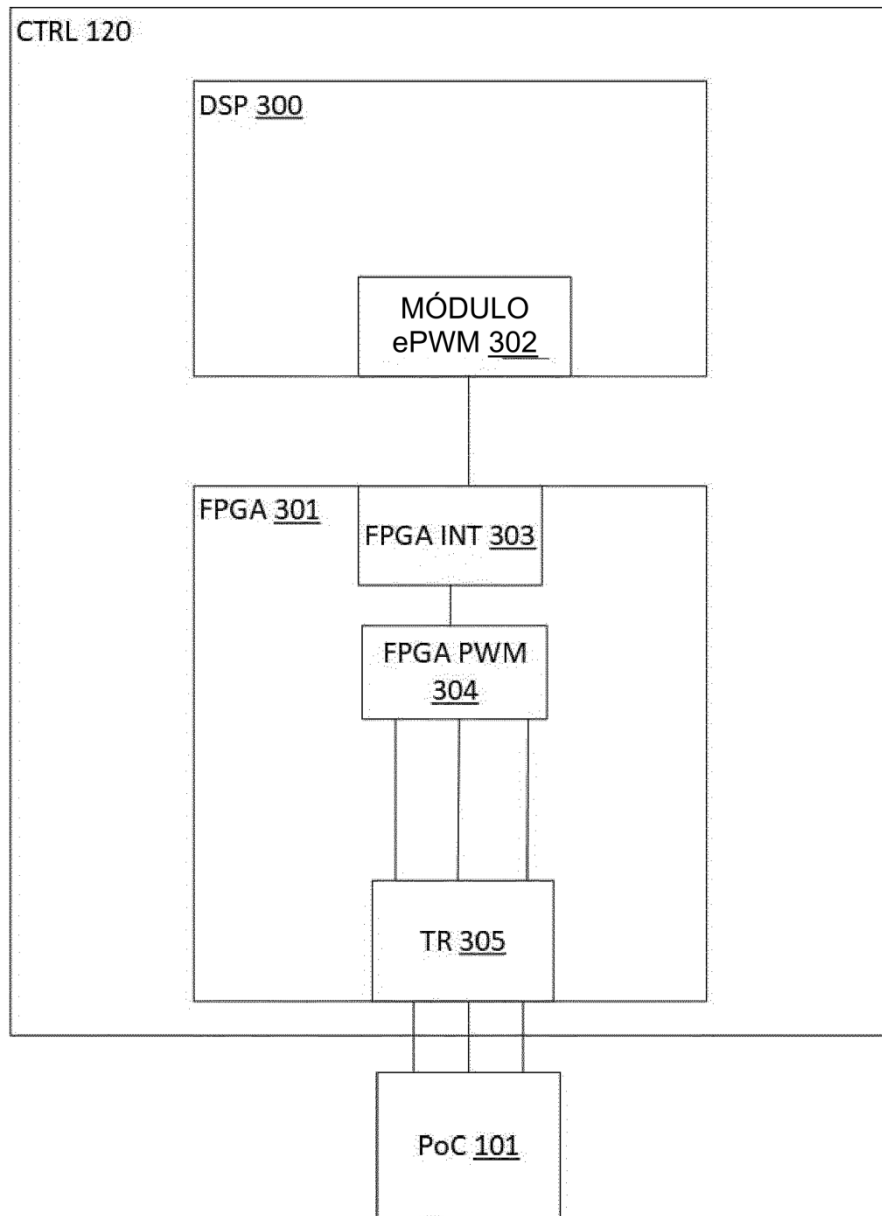 CTRL 120
DSP 300
MÓDULO
ePWM 302
FPGA 301
FPGA INT 303
FPGA PWM
304
TR 305
PoC 101